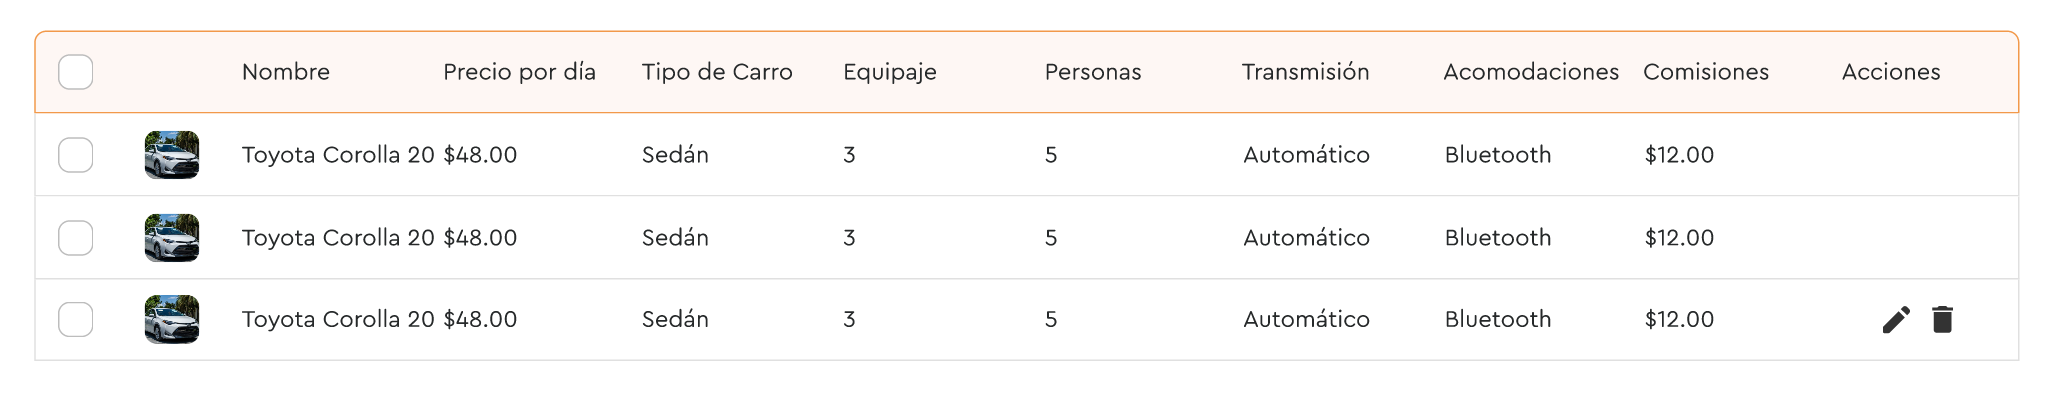 Nombre Precio por día Tipo de Carro Equipaje Personas Transmisión Acomodaciones Comisiones Acciones
Toyota Corolla 20 $48.00 Sedán 3 5 Automático Bluetooth $12.00
Toyota Corolla 20 $48.00 Sedán 3 5 Automático Bluetooth $12.00
Toyota Corolla 20 $48.00 Sedán 3 5 Automático Bluetooth $12.00